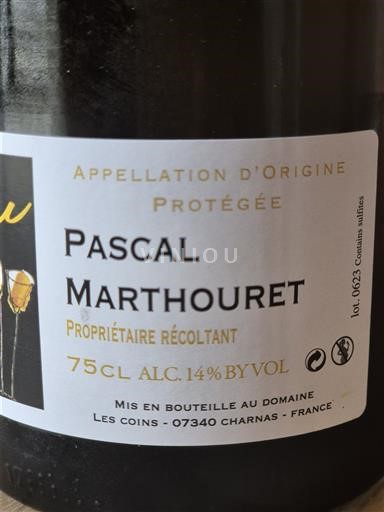 APPELLATION D'ORIGINE
PROTÉGÉE
PASCAL
VINIOU
MARTHOURET
PROPRIÉTAIRE RÉCOLTANT
75CL ALC. 14% BY VOL
MIS EN BOUTEILLE AU DOMAINE
LES COINS - 07340 CHARNAS - FRANCE
lot. 0623 Contains sulfites